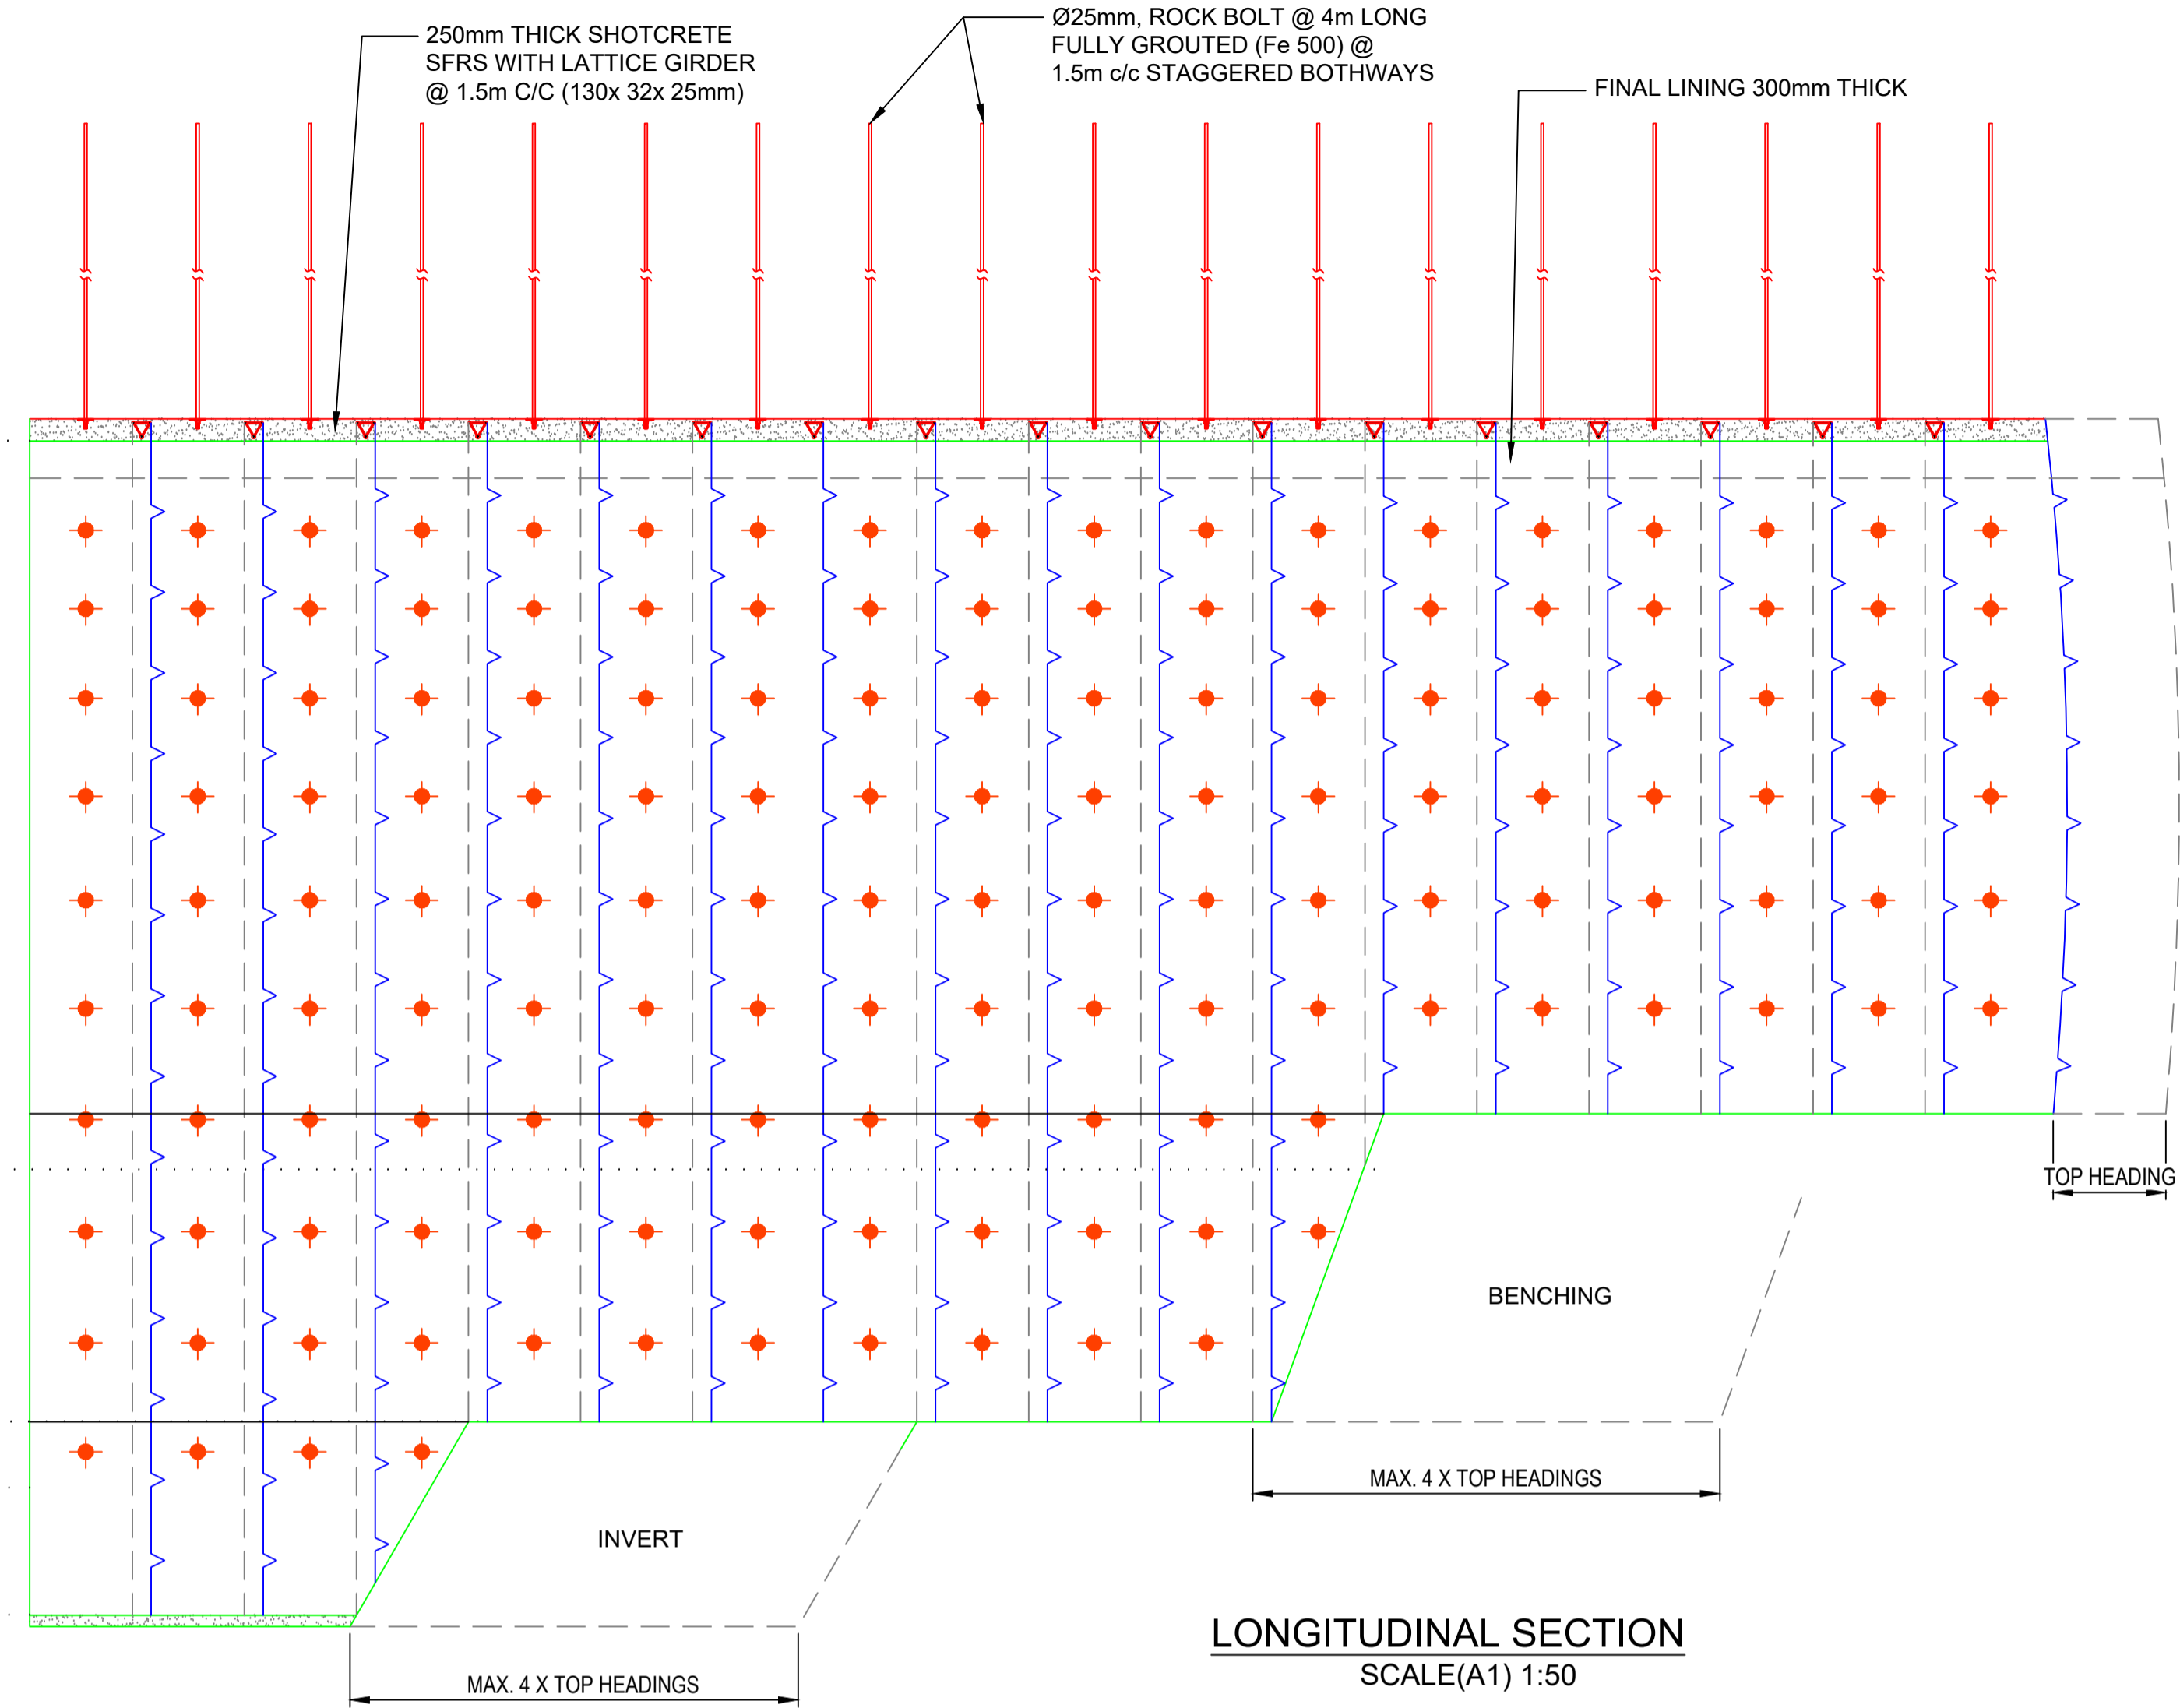 250mm THICK SHOTCRETE
SFRS WITH LATTICE GIRDER
@ 1.5m C/C (130x 32x 25mm)
Ø25mm, ROCK BOLT @ 4m LONG
FULLY GROUTED (Fe 500) @
1.5m c/c STAGGERED BOTHWAYS
FINAL LINING 300mm THICK
TOP HEADING
BENCHING
MAX. 4 X TOP HEADINGS
INVERT
MAX. 4 X TOP HEADINGS
LONGITUDINAL SECTION
SCALE(A1) 1:50